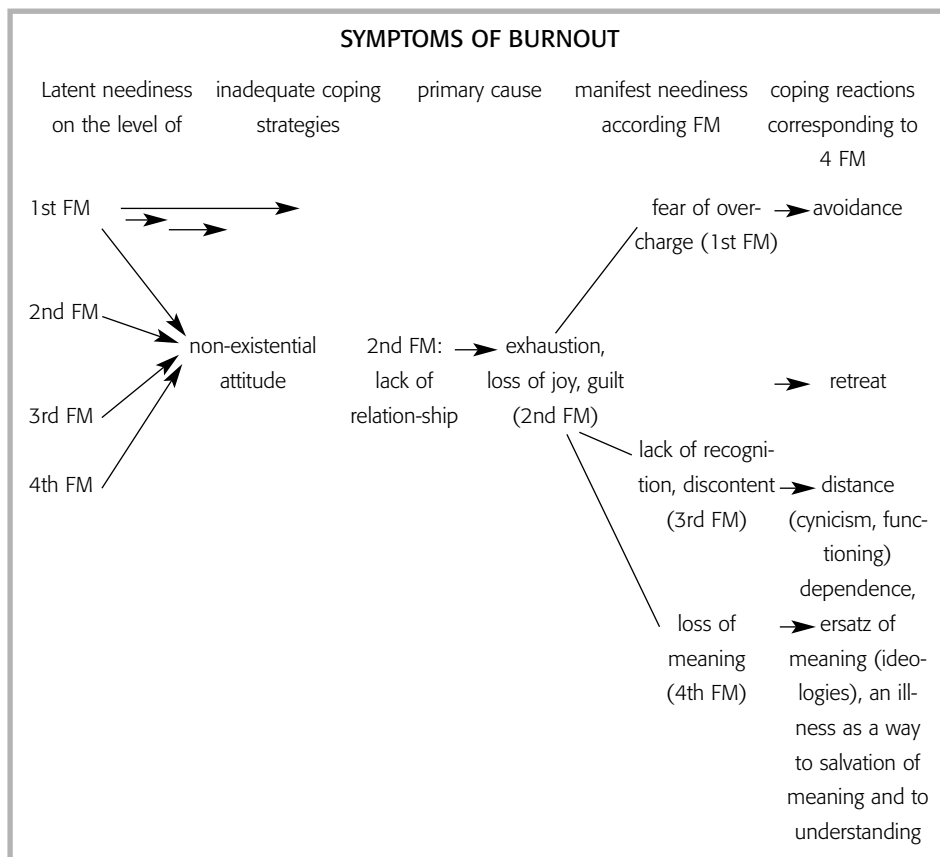 SYMPTOMS OF BURNOUT
Latent neediness
on the level of
inadequate coping
strategies
primary cause
manifest neediness
according FM
coping reactions
corresponding to
4 FM
1st FM
2nd FM
3rd FM
4th FM
non-existential
attitude
2nd FM:
lack of
relation-ship
exhaustion,
loss of joy, guilt
(2nd FM)
fear of over-
charge (1st FM)
avoidance
retreat
lack of recogni-
tion, discontent
(3rd FM)
distance
(cynicism, func-
tioning)
dependence,
loss of
meaning
(4th FM)
ersatz of
meaning (ideo-
logies), an ill-
ness as a way
to salvation of
meaning and to
understanding